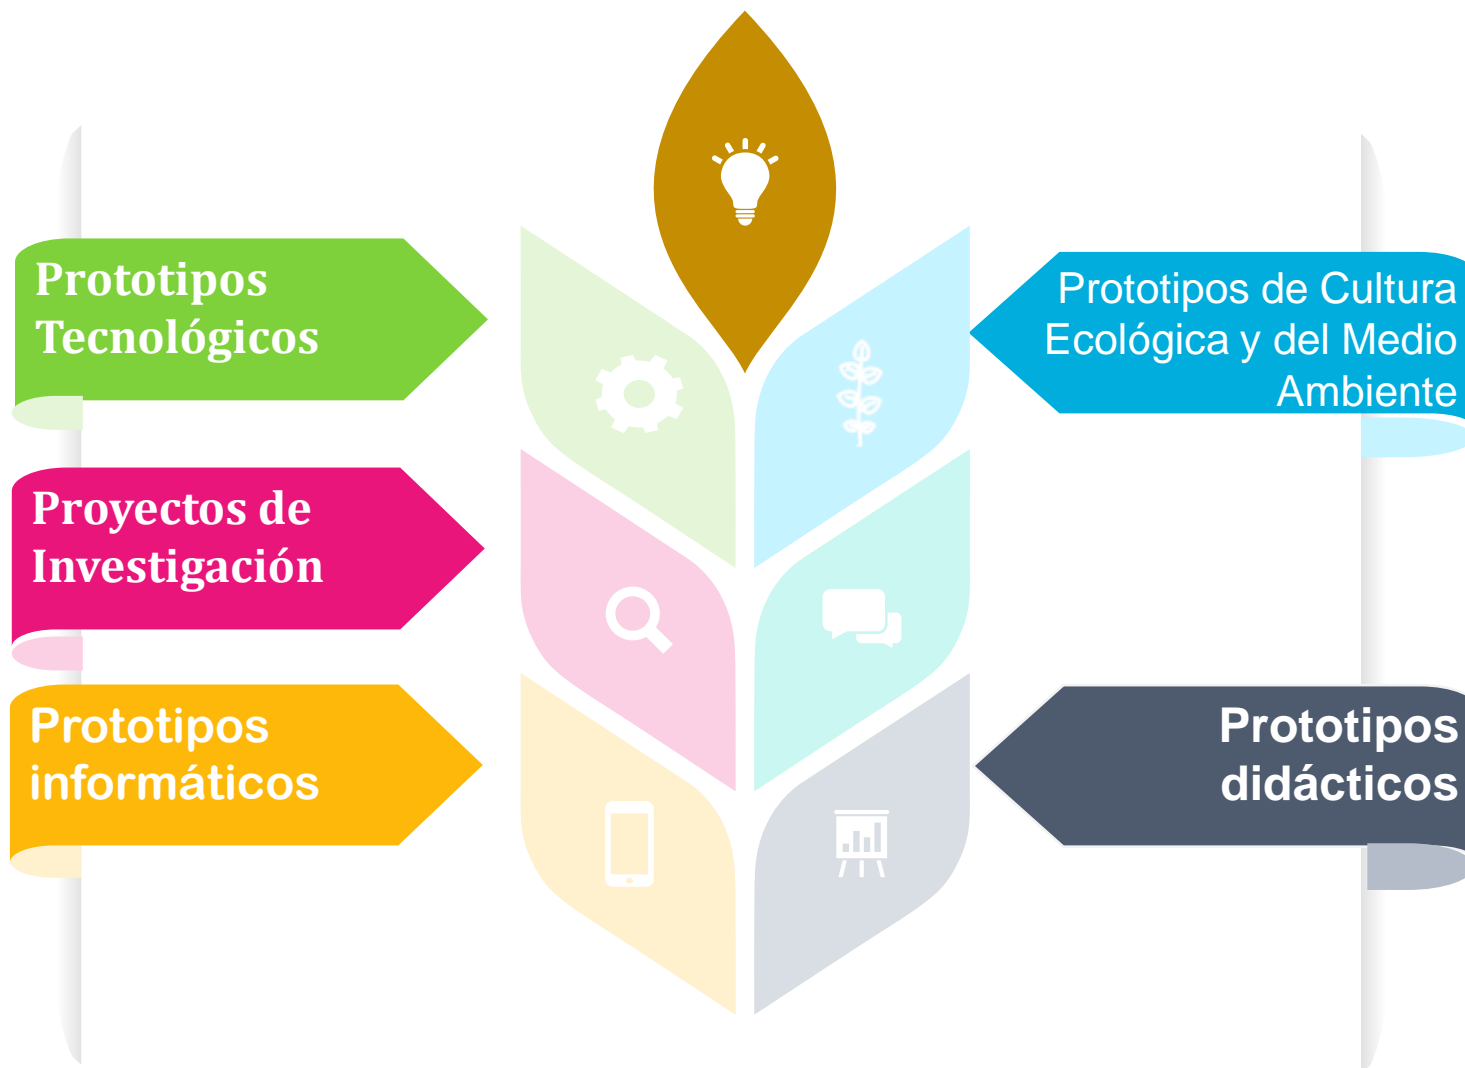 Prototipos
Tecnológicos
Prototipos de Cultura
Ecológica y del Medio
Ambiente
Proyectos de
Investigación
Prototipos
informáticos
Prototipos
didácticos